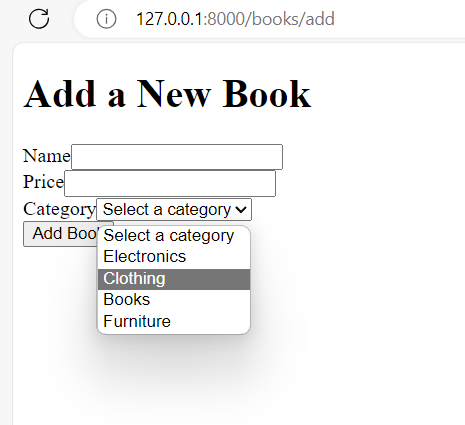 127.0.0.1:8000/books/add
Add a New Book
Name
Price
Category Select a category
Add Boo
Select a category
Electronics
Clothing
Books
Furniture